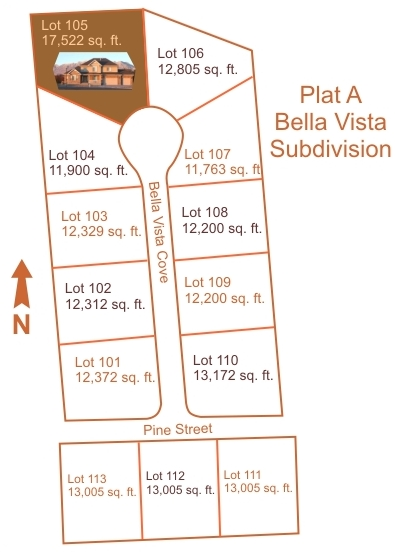 Lot 105
17,522 sq. ft.
Lot 106
12,805 sq. ft.
Plat A
Bella Vista
Subdivision
Lot 104
11,900 sq. ft.
Lot 107
11,763 sq. ft.
Bella Vista Cove
Lot 103
12,329 sq. ft.
Lot 108
12,200 sq. ft.
Lot 102
12,312 sq. ft.
Lot 109
12,200 sq. ft.
N
Lot 101
12,372 sq. ft.
Lot 110
13,172 sq. ft.
Pine Street
Lot 113
13,005 sq. ft.
Lot 112
13,005 sq. ft.
Lot 111
13,005 sq. ft.